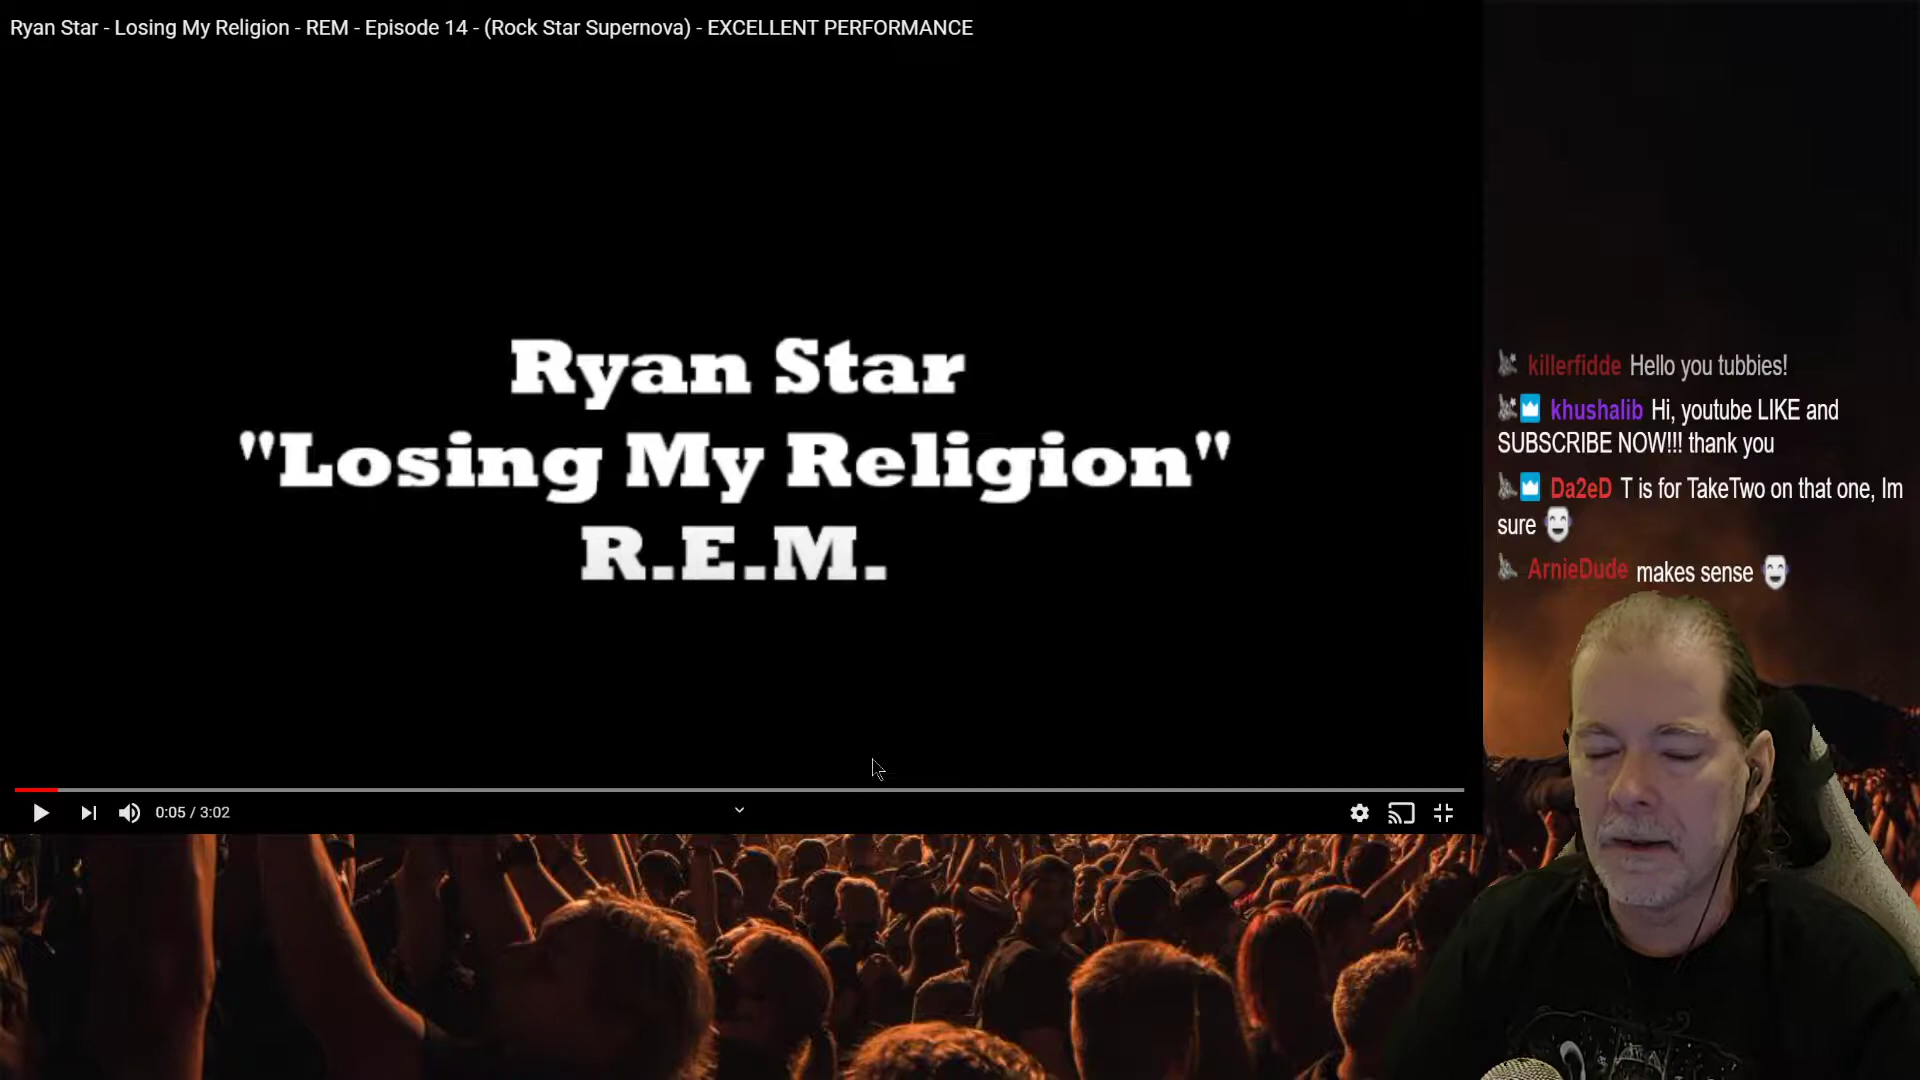 Ryan Star - Losing My Religion - REM - Episode 14 - (Rock Star Supernova) - EXCELLENT PERFORMANCE
Ryan Star
"Losing My Religion"
R.E.M.
0:05 / 3:02
killerfidde Hello you tubbies!
khushalib Hi, youtube LIKE and
SUBSCRIBE NOW!!! thank you
Da2eD T is for TakeTwo on that one, Im
sure
ArnieDude makes sense